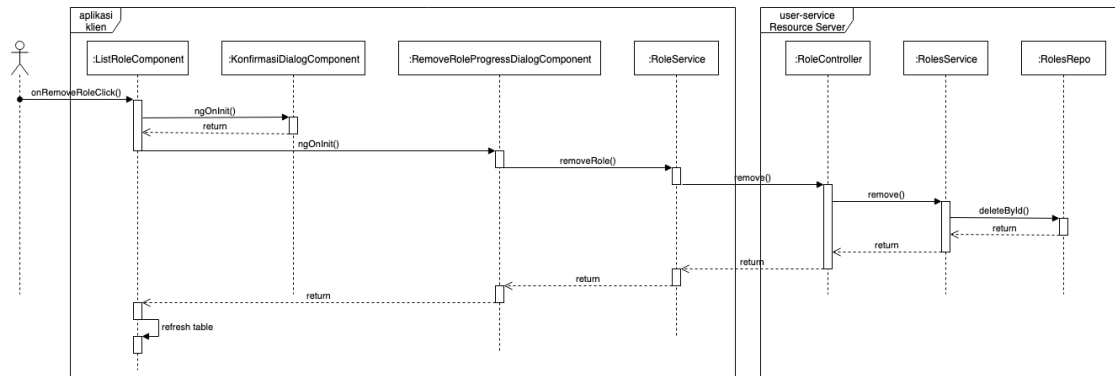 aplikasi
klien
user-service
Resource Server
:ListRoleComponent
:KonfirmasiDialogComponent
:RemoveRoleProgressDialogComponent
:RoleService
:RoleController
:RolesService
:RolesRepo
onRemoveRoleClick()
ngOnInit()
return
ngOnInit()
removeRole()
remove()
remove()
deleteById()
return
return
return
return
return
refresh table